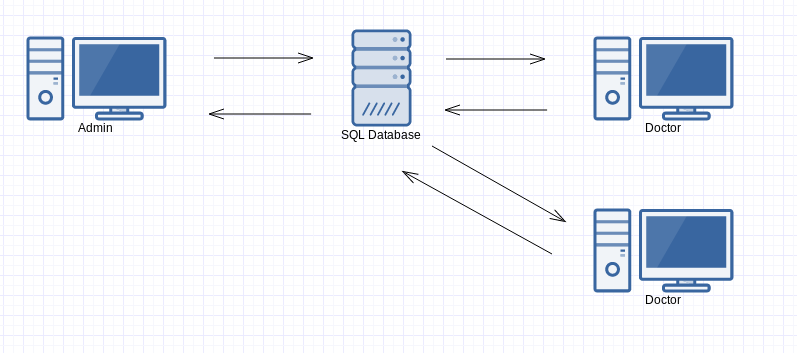 Admin
SQL Database
Doctor
Doctor